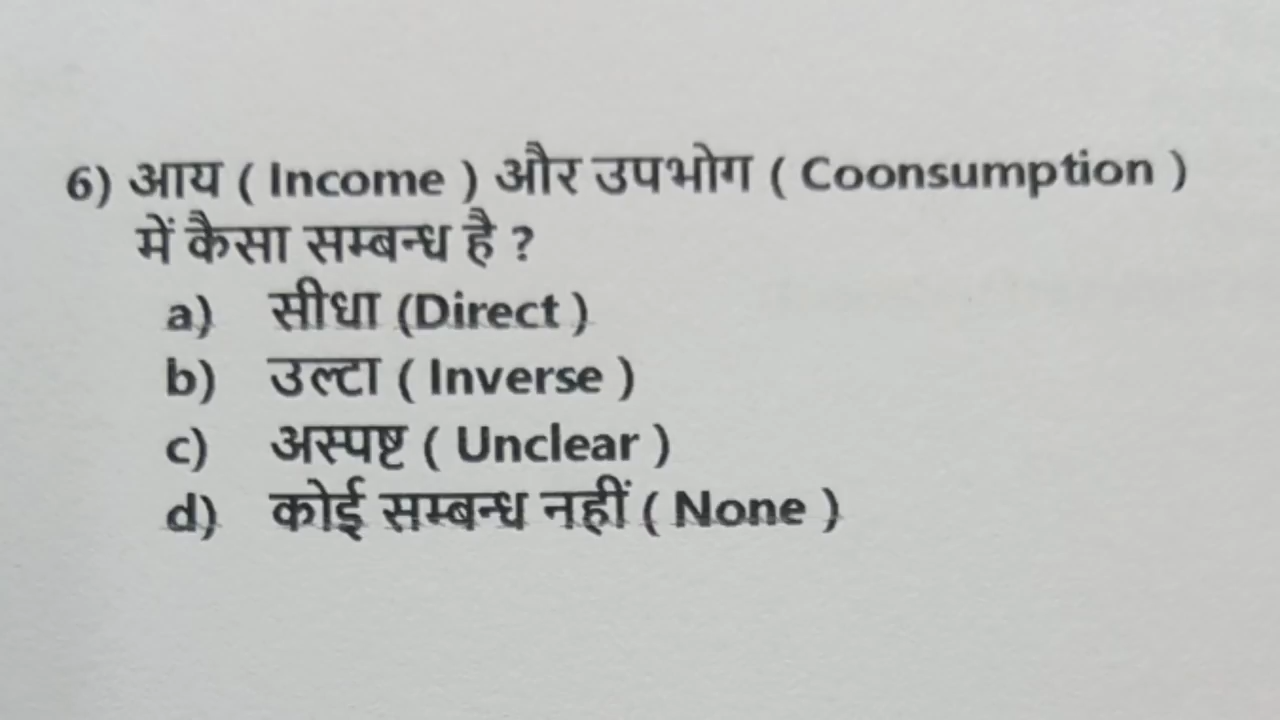 6) आय ( Income ) और उपभोग ( Coonsumption )
में कैसा सम्बन्ध है ?
a) सीधा (Direct )
b) उल्टा ( Inverse )
c) अस्पष्ट ( Unclear )
d) कोई सम्बन्ध नहीं ( None )